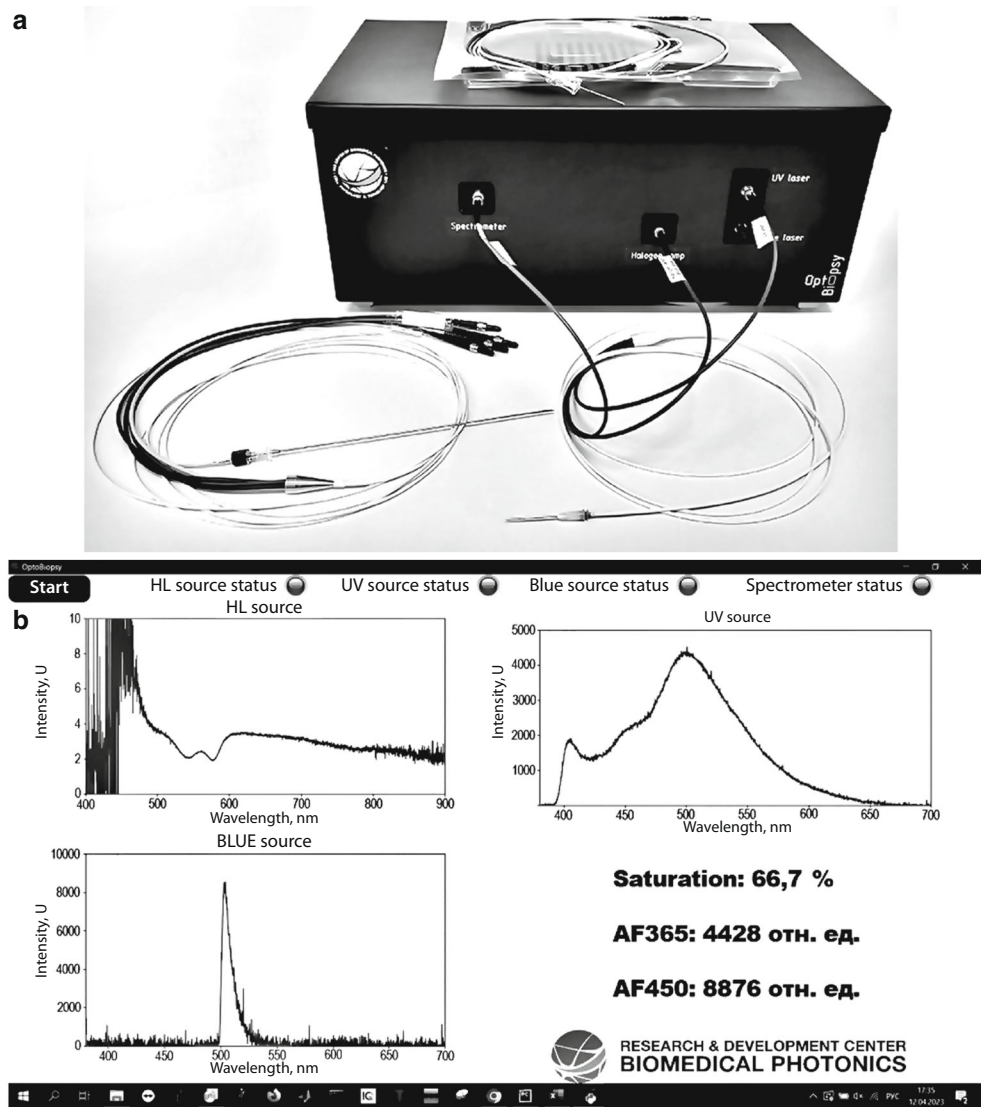 a
UV laser
Spectrometer
e laser
Opto
Biopsy
b
OptoBiopsy
Start
HL source status
UV source status
Blue source status
Spectrometer status
HL source
Intensity, U
10
8
6
4
2
0
400 500 600 700 800 900
Wavelength, nm
UV source
Intensity, U
5000
4000
3000
2000
1000
400 450 500 550 600 650 700
Wavelength, nm
BLUE source
Intensity, U
10000
8000
6000
4000
2000
0
400 450 500 550 600 650 700
Wavelength, nm
Saturation: 66,7 %
AF365: 4428 отн. ед.
AF450: 8876 отн. ед.
RESEARCH & DEVELOPMENT CENTER
BIOMEDICAL PHOTONICS
РУС
17:35
12.04.2023